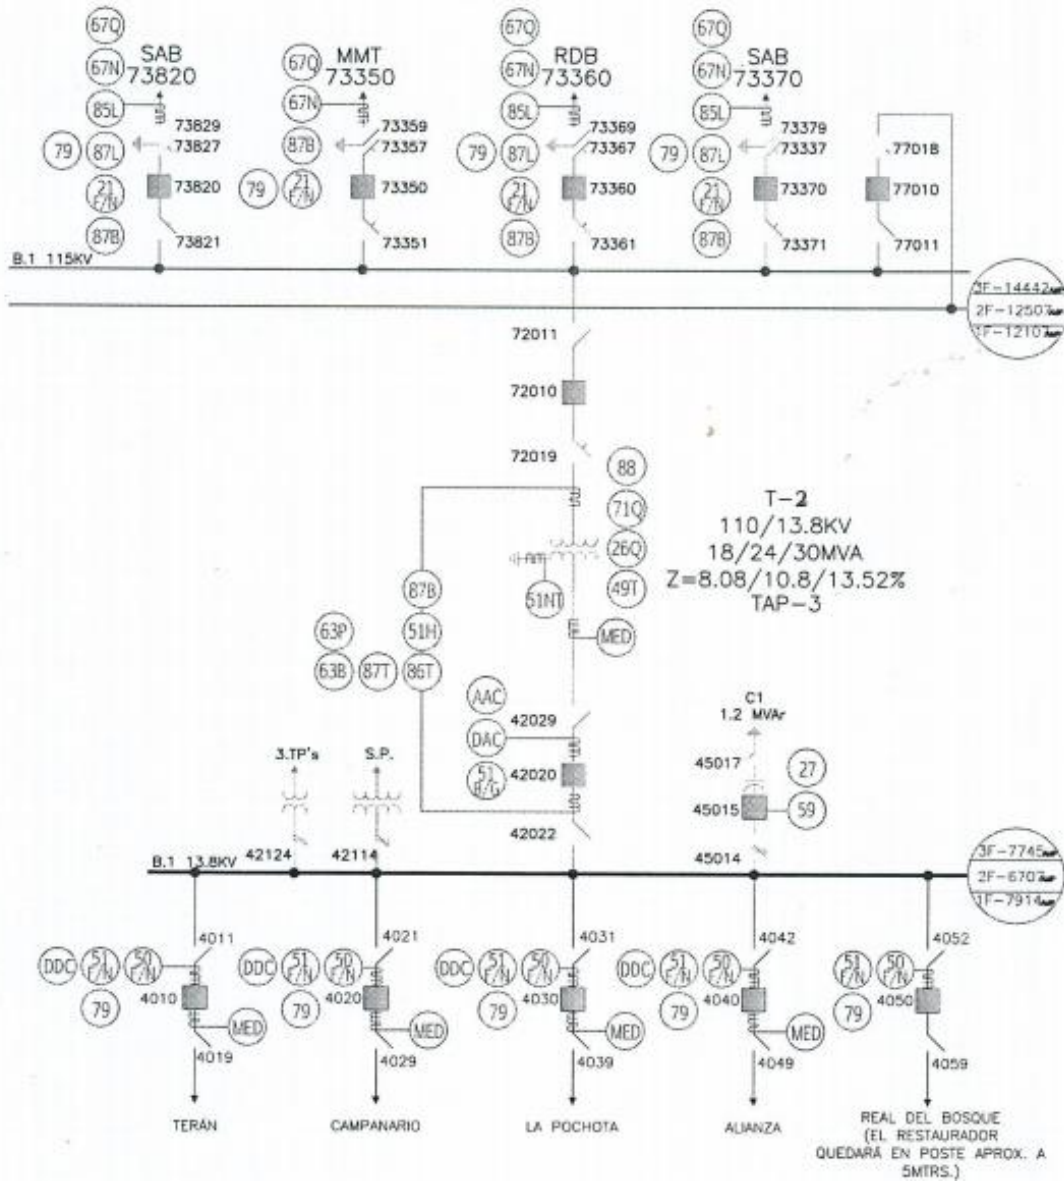 67Q
67N
85L
79
87L
21
F/N
87B
SAB
73820
73829
73827
73820
73821
67Q
67N
87B
79
21
F/N
MMT
73350
73359
73357
73350
73351
67Q
67N
85L
79
87L
21
F/N
87B
RDB
73360
73369
73367
73360
73361
67Q
67N
85L
79
87L
21
F/N
87B
SAB
73370
73379
73337
73370
73371
77018
77010
77011
B.1 115KV
3F-14442
2F-12507
1F-12107
72011
72010
72019
88
71Q
26Q
49T
51NT
MED
T-2
110/13.8KV
18/24/30MVA
Z=8.08/10.8/13.52%
TAP-3
87B
63P
51H
63B
87T
86T
AAC
DAC
51
42029
42020
42022
C1
1.2 MVAr
45017
45015
45014
27
59
3.TP's
S.P.
42124
42114
B.1 13.8KV
3F-7745
2F-6707
1F-7914
4011
DDC
51
F/N
50
F/N
79
4010
MED
4019
TERÁN
4021
DDC
51
F/N
50
F/N
79
4020
MED
4029
CAMPANARIO
4031
DDC
51
F/N
50
F/N
79
4030
MED
4039
LA POCHOTA
4042
DDC
51
F/N
50
F/N
79
4040
MED
4049
ALIANZA
4052
51
F/N
50
F/N
79
4050
4059
REAL DEL BOSQUE
(EL RESTAURADOR
QUEDARÁ EN POSTE APROX. A
5MTRS.)